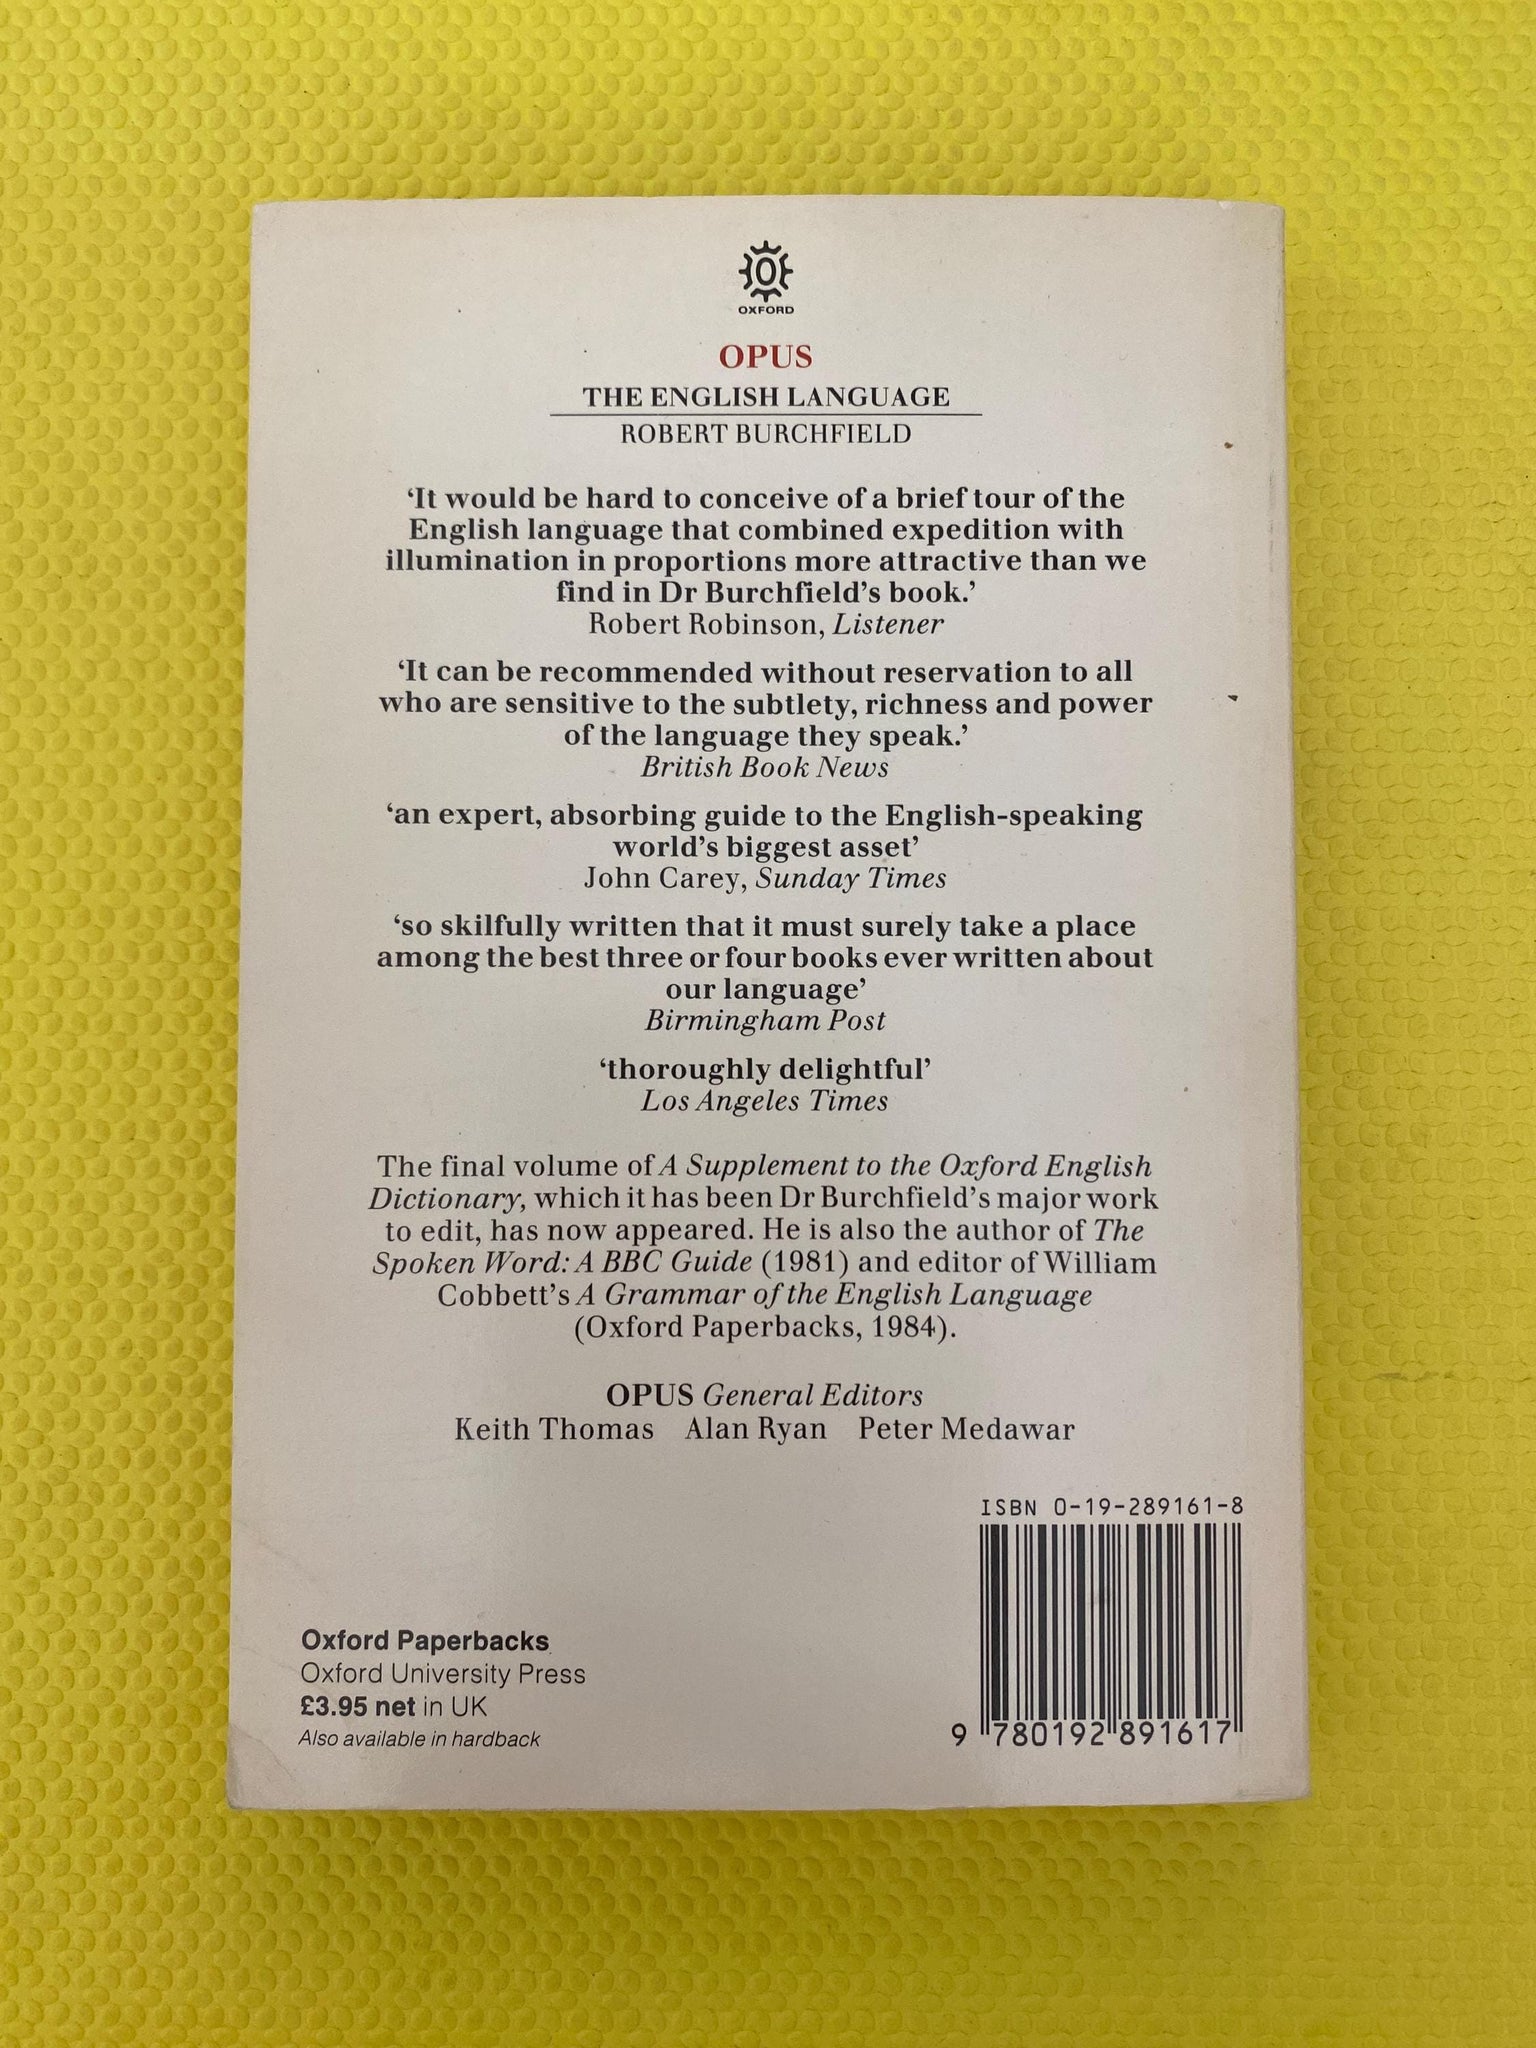 OXFORD
OPUS
THE ENGLISH LANGUAGE
ROBERT BURCHFIELD
‘It would be hard to conceive of a brief tour of the
English language that combined expedition with
illumination in proportions more attractive than we
find in Dr Burchfield’s book.’
Robert Robinson, Listener
‘It can be recommended without reservation to all
who are sensitive to the subtlety, richness and power
of the language they speak.’
British Book News
‘an expert, absorbing guide to the English-speaking
world’s biggest asset’
John Carey, Sunday Times
‘so skilfully written that it must surely take a place
among the best three or four books ever written about
our language’
Birmingham Post
‘thoroughly delightful’
Los Angeles Times
The final volume of A Supplement to the Oxford English
Dictionary, which it has been Dr Burchfield’s major work
to edit, has now appeared. He is also the author of The
Spoken Word: A BBC Guide (1981) and editor of William
Cobbett’s A Grammar of the English Language
(Oxford Paperbacks, 1984).
OPUS General Editors
Keith Thomas Alan Ryan Peter Medawar
ISBN 0-19-289161-8
9 780192 891617
Oxford Paperbacks
Oxford University Press
£3.95 net in UK
Also available in hardback